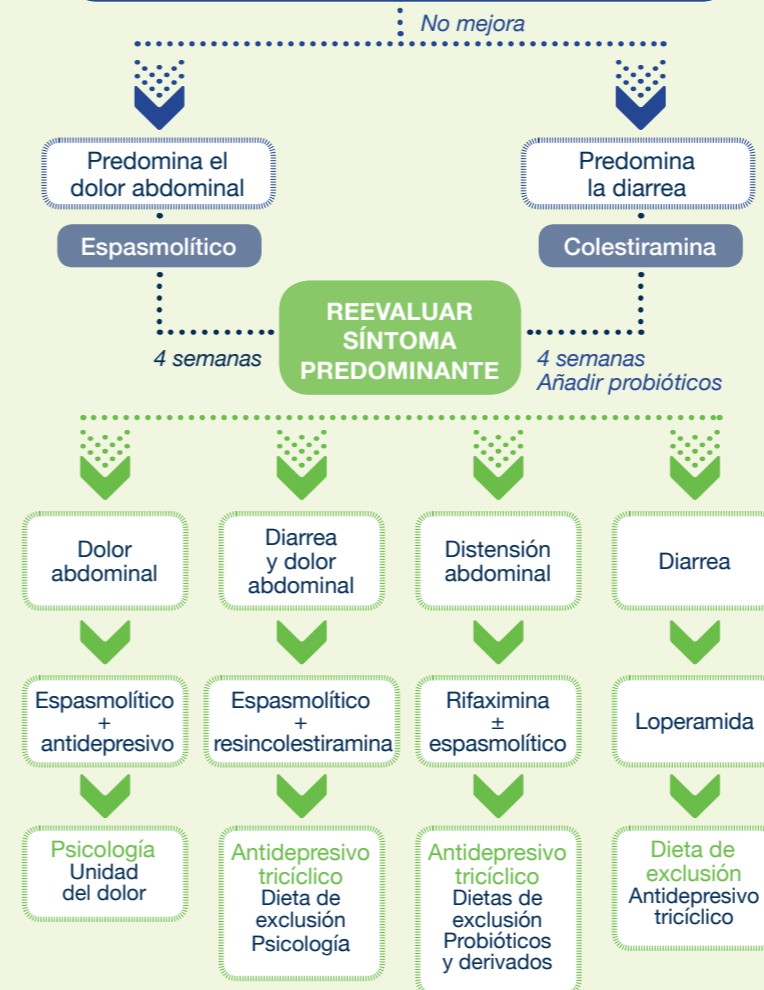 No mejora
Predomina el
dolor abdominal
Predomina
la diarrea
Espasmolítico
Colestiramina
REEVALUAR
SÍNTOMA
PREDOMINANTE
4 semanas
4 semanas
Añadir probióticos
Dolor
abdominal
Diarrea
y dolor
abdominal
Distensión
abdominal
Diarrea
Espasmolítico
+
antidepresivo
Espasmolítico
+
resincolestiramina
Rifaximina
±
espasmolítico
Loperamida
Psicología
Unidad
del dolor
Antidepresivo
tricíclico
Dieta de
exclusión
Psicología
Antidepresivo
tricíclico
Dietas de
exclusión
Probióticos
y derivados
Dieta de
exclusión
Antidepresivo
tricíclico